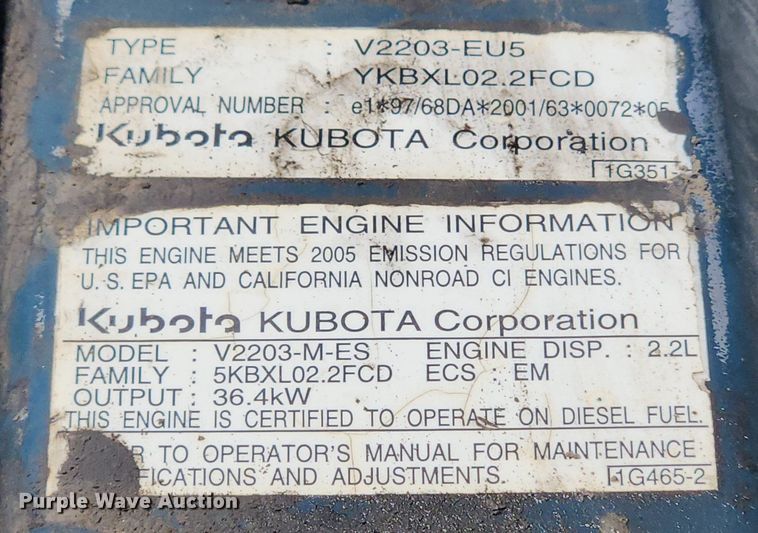 TYPE : V2203-EU5
FAMILY : YKBXL02.2FCD
APPROVAL NUMBER : e1*97/68DA*2001/63*0072*05
Kubota KUBOTA Corporation
1G351-
IMPORTANT ENGINE INFORMATION
THIS ENGINE MEETS 2005 EMISSION REGULATIONS FOR
U.S. EPA AND CALIFORNIA NONROAD CI ENGINES.
Kubota KUBOTA Corporation
MODEL : V2203-M-ES ENGINE DISP. : 2.2L
FAMILY : 5KBXL02.2FCD ECS : EM
OUTPUT : 36.4kW
THIS ENGINE IS CERTIFIED TO OPERATE ON DIESEL FUEL.
TO OPERATOR'S MANUAL FOR MAINTENANCE
AND ADJUSTMENTS.
1G465-2
Purple Wave Auction